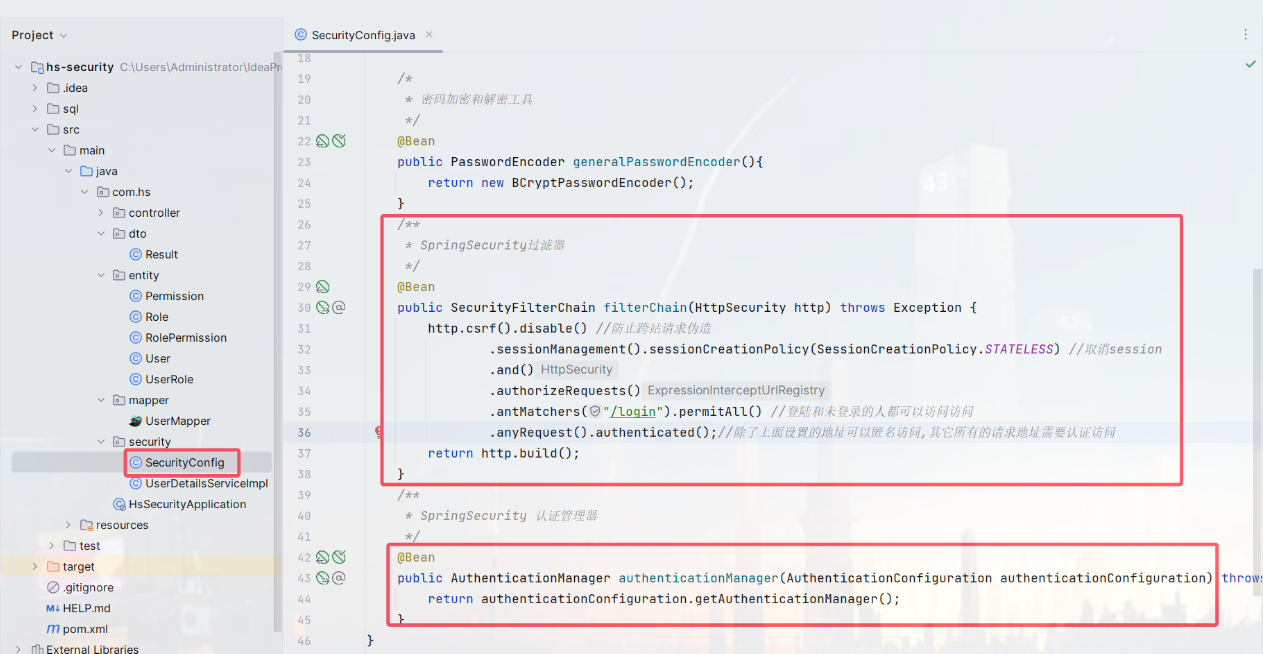 Project
hs-security C:\Users\Administrator\IdeaPr
.idea
sql
src
main
java
com.hs
controller
dto
Result
entity
Permission
Role
RolePermission
User
UserRole
mapper
UserMapper
security
SecurityConfig
UserDetailsServiceImpl
HsSecurityApplication
resources
test
target
.gitignore
M↓ HELP.md
m pom.xml
External Libraries
SecurityConfig.java
18
19 /*
20 * 密码加密和解密工具
21 */
22 @Bean
23 public PasswordEncoder generalPasswordEncoder(){
24 return new BCryptPasswordEncoder();
25 }
26 /**
27 * SpringSecurity过滤器
28 */
29 @Bean
30 public SecurityFilterChain filterChain(HttpSecurity http) throws Exception {
31 http.csrf().disable() //防止跨站请求伪造
32 .sessionManagement().sessionCreationPolicy(SessionCreationPolicy.STATELESS) //取消session
33 .and() HttpSecurity
34 .authorizeRequests() ExpressionInterceptUrlRegistry
35 .antMatchers("/login").permitAll() //登陆和未登录的人都可以访问访问
36 .anyRequest().authenticated();//除了上面设置的地址可以匿名访问,其它所有的请求地址需要认证访问
37 return http.build();
38 }
39 /**
40 * SpringSecurity 认证管理器
41 */
42 @Bean
43 public AuthenticationManager authenticationManager(AuthenticationConfiguration authenticationConfiguration) throws
44 return authenticationConfiguration.getAuthenticationManager();
45 }
46 }